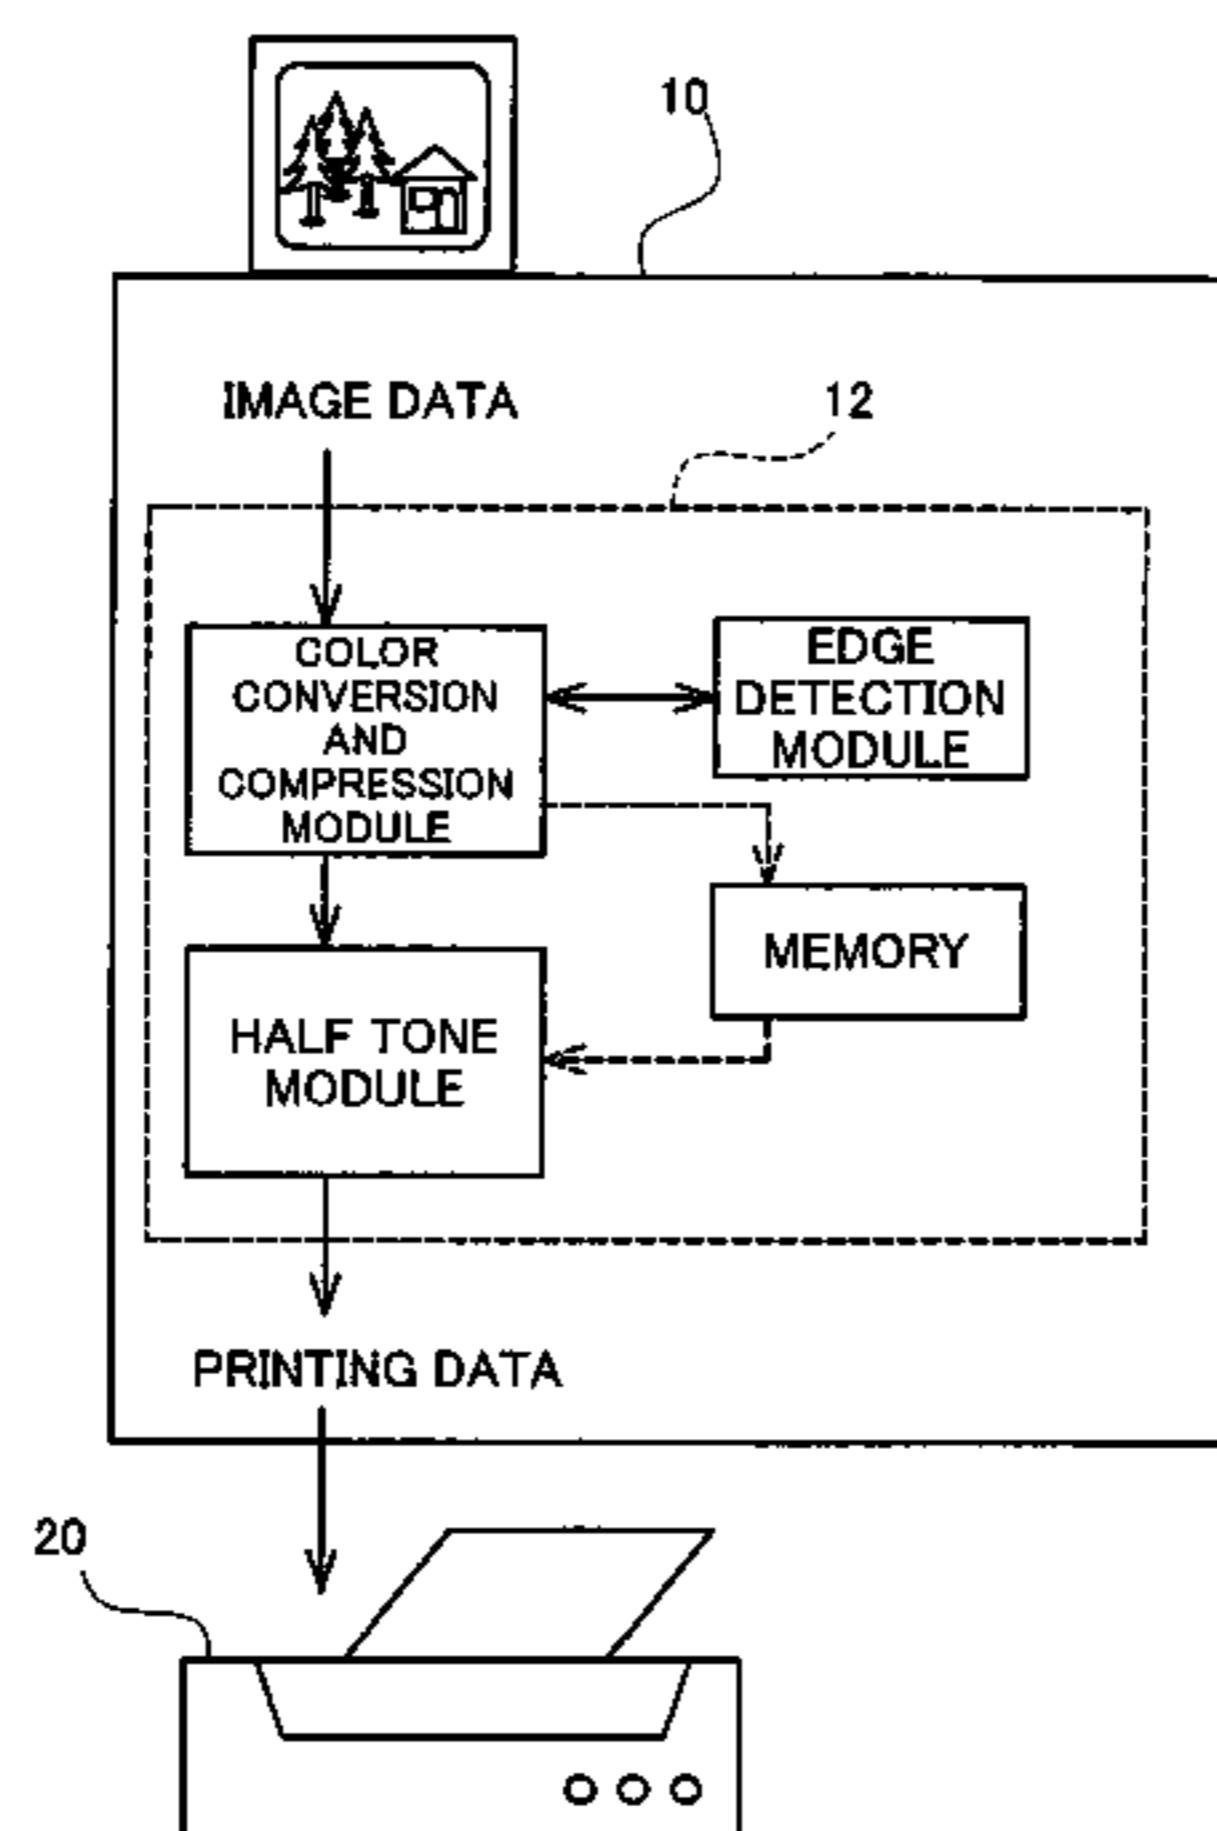 10
IMAGE DATA
12
COLOR
CONVERSION
AND
COMPRESSION
MODULE
EDGE
DETECTION
MODULE
MEMORY
HALF TONE
MODULE
PRINTING DATA
20